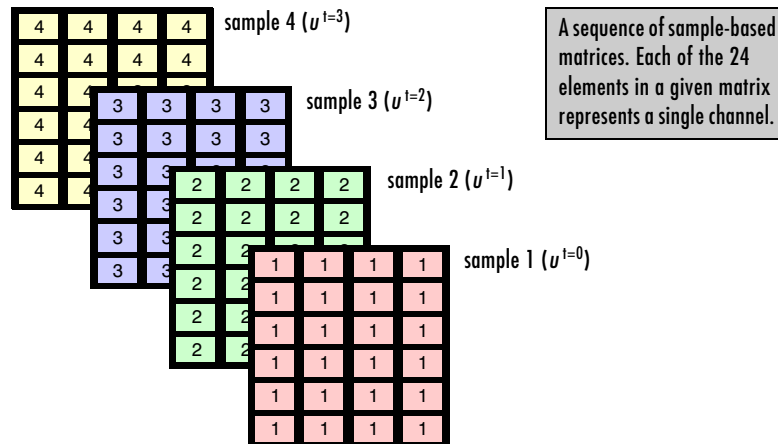 4 4 4 4
4 4 4 4
4 4
4 4
4 4
4 4
sample 4 (u^t=3)
3 3 3 3
3 3 3 3
3 3
3 3
3 3
3 3
sample 3 (u^t=2)
2 2 2 2
2 2 2 2
2 2
2 2
2 2
2 2
sample 2 (u^t=1)
1 1 1 1
1 1 1 1
1 1 1 1
1 1 1 1
1 1 1 1
1 1 1 1
sample 1 (u^t=0)
A sequence of sample-based
matrices. Each of the 24
elements in a given matrix
represents a single channel.